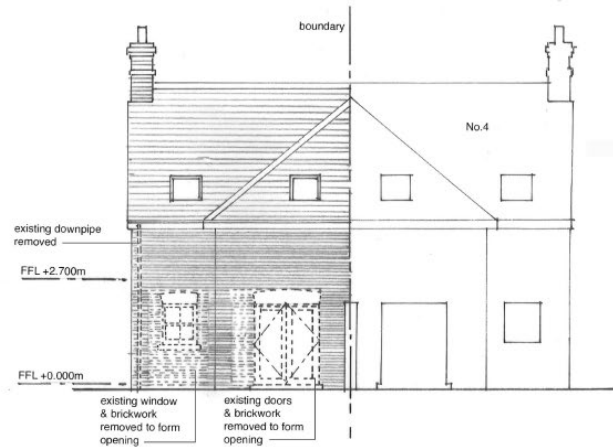 boundary
No.4
existing downpipe
removed
FFL +2.700m
FFL +0.000m
existing window
& brickwork
removed to form
opening
existing doors
& brickwork
removed to form
opening